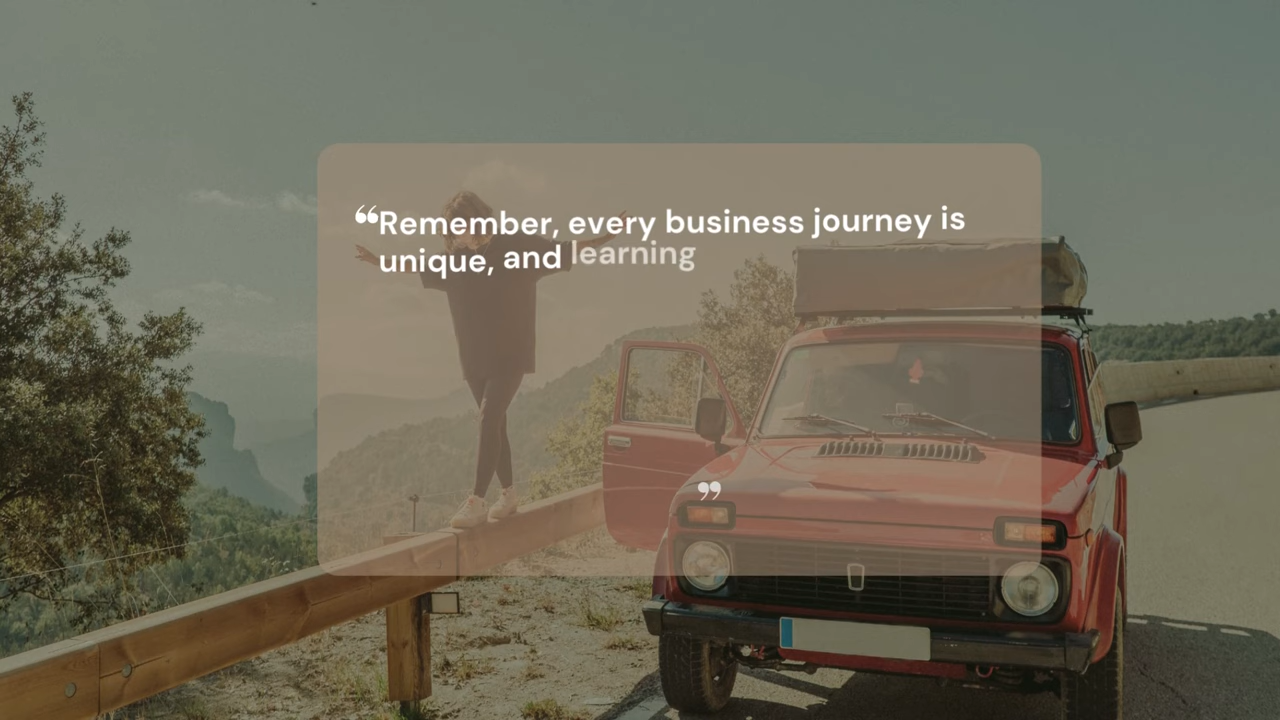 “Remember, every business journey is
unique, and learning
”